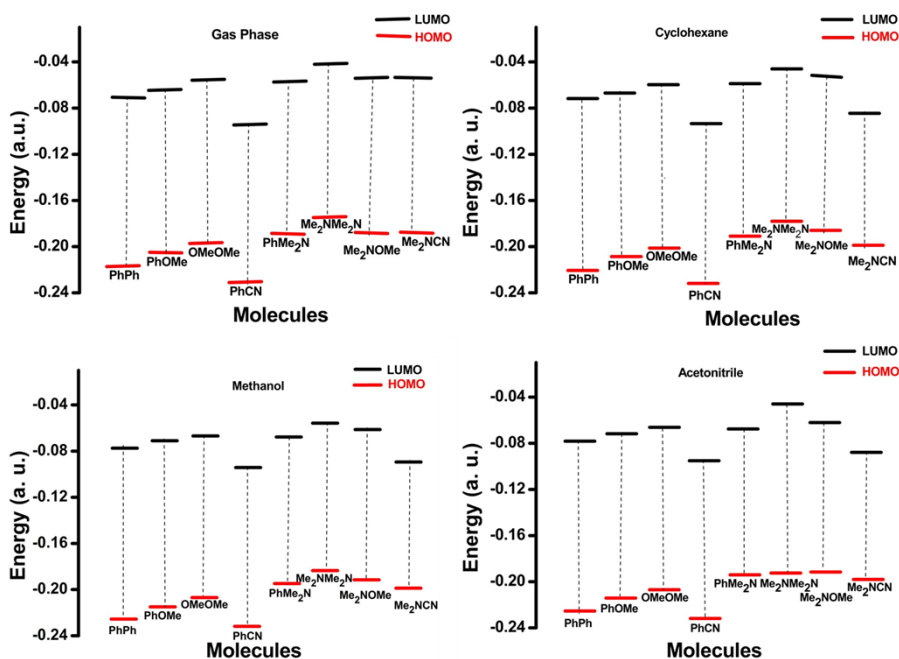 Gas Phase
LUMO
HOMO
Energy (a.u.)
-0.04
-0.08
-0.12
-0.16
-0.20
-0.24
PhPh
PhOMe
OMeOMe
PhCN
PhMe2N
Me2NMe2N
Me2NOMe
Me2NCN
Molecules
Cyclohexane
LUMO
HOMO
Energy (a. u.)
-0.04
-0.08
-0.12
-0.16
-0.20
-0.24
PhPh
PhOMe
OMeOMe
PhCN
PhMe2N
Me2NMe2N
Me2NOMe
Me2NCN
Molecules
Methanol
LUMO
HOMO
Energy (a. u.)
-0.04
-0.08
-0.12
-0.16
-0.20
-0.24
PhPh
PhOMe
OMeOMe
PhCN
PhMe2N
Me2NMe2N
Me2NOMe
Me2NCN
Molecules
Acetonitrile
LUMO
HOMO
Energy (a. u.)
-0.04
-0.08
-0.12
-0.16
-0.20
-0.24
PhPh
PhOMe
OMeOMe
PhCN
PhMe2N
Me2NMe2N
Me2NOMe
Me2NCN
Molecules